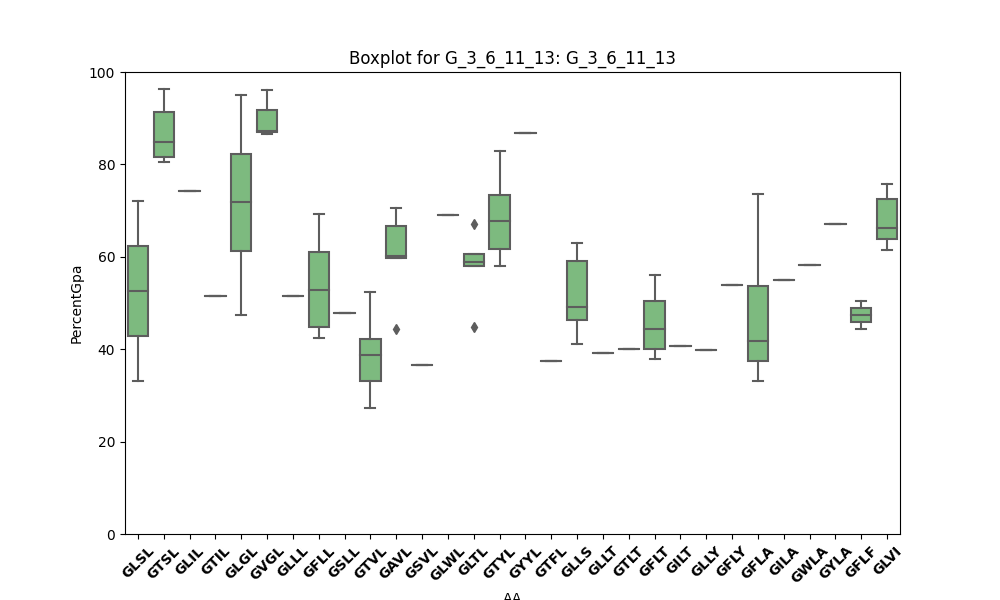 Boxplot for G_3_6_11_13: G_3_6_11_13
100
80
60
40
20
0
PercentGpa
GLSL GTSL GLIL GTIL GLGL GVGL GLLL GFLL GSLL GTVL GAVL GSVL GLWL GLTL GTYL GYYL GTFL GLLS GLLT GTLT GFLT GILT GLLY GFLY GFLA GILA GWLA GYLA GFLF GLVI
AA